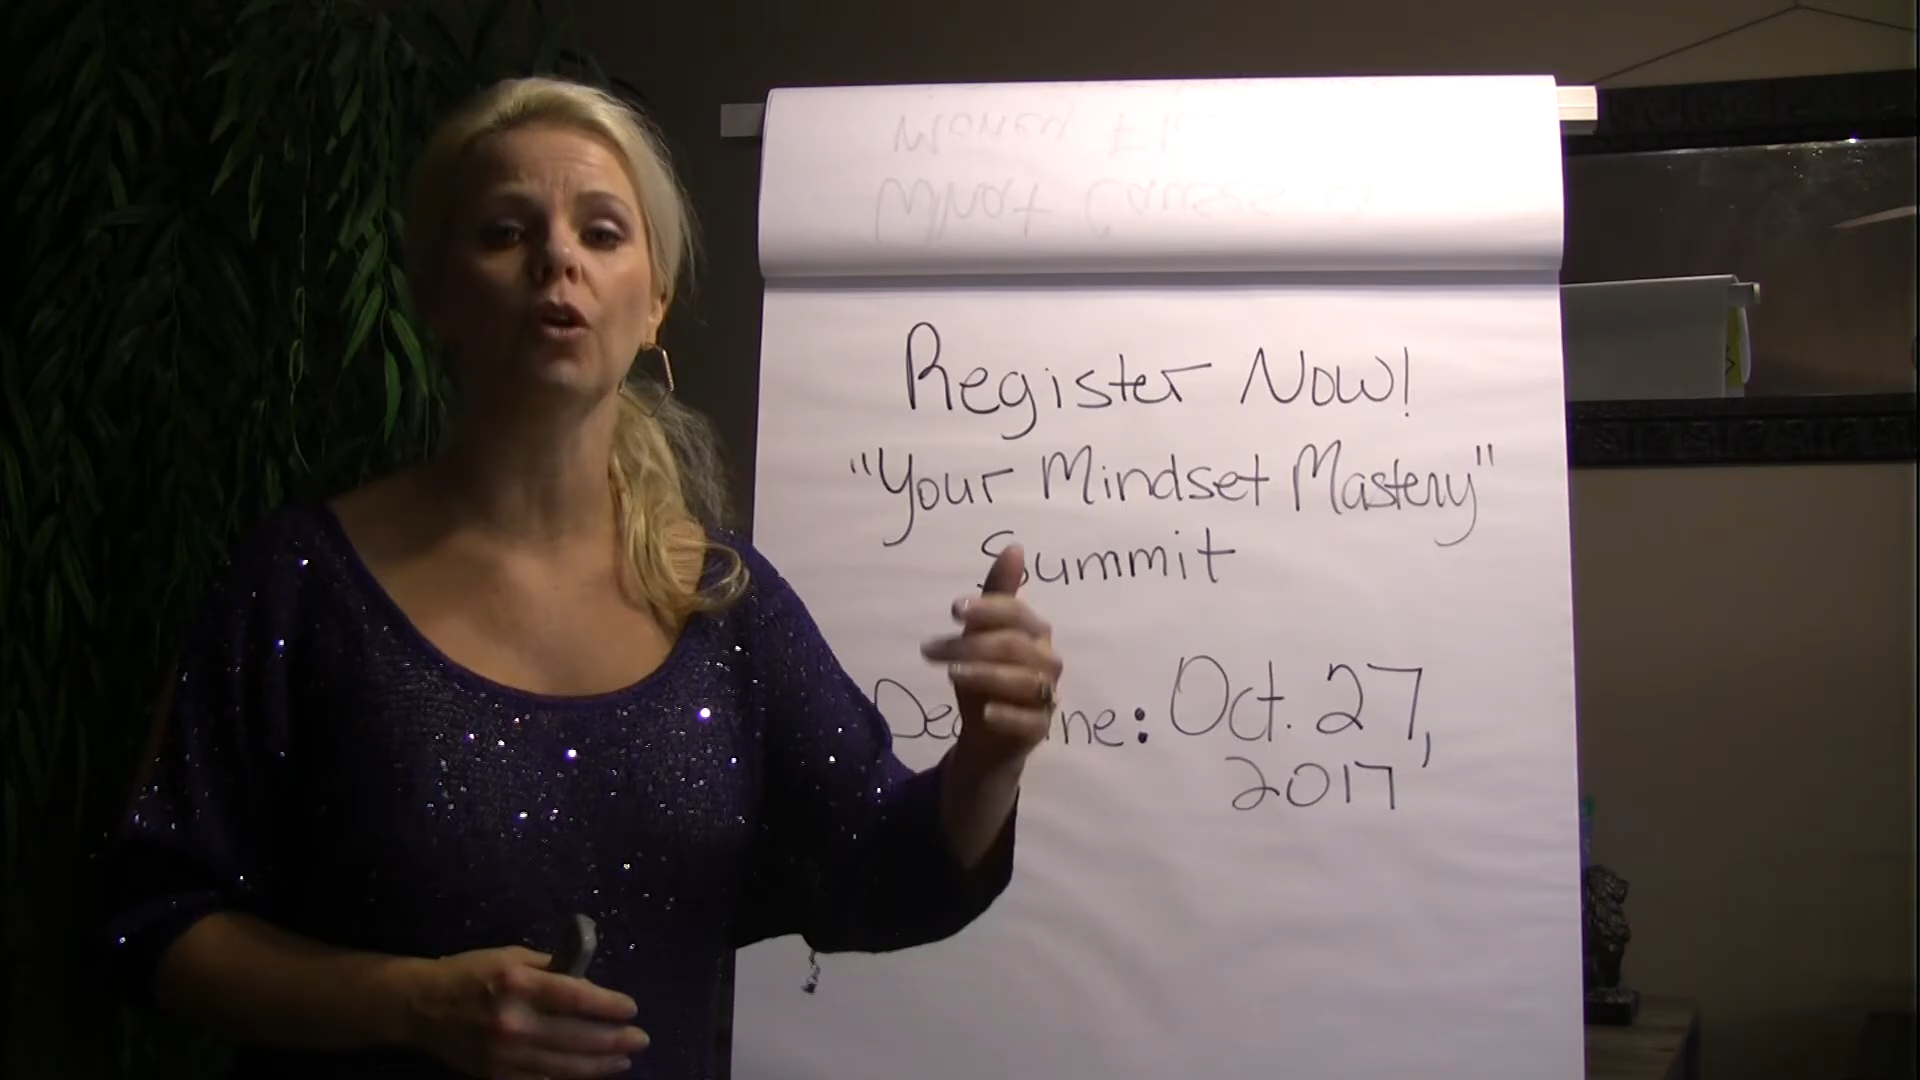 Register Now!
"Your Mindset Mastery"
Summit
Oct. 27,
2017